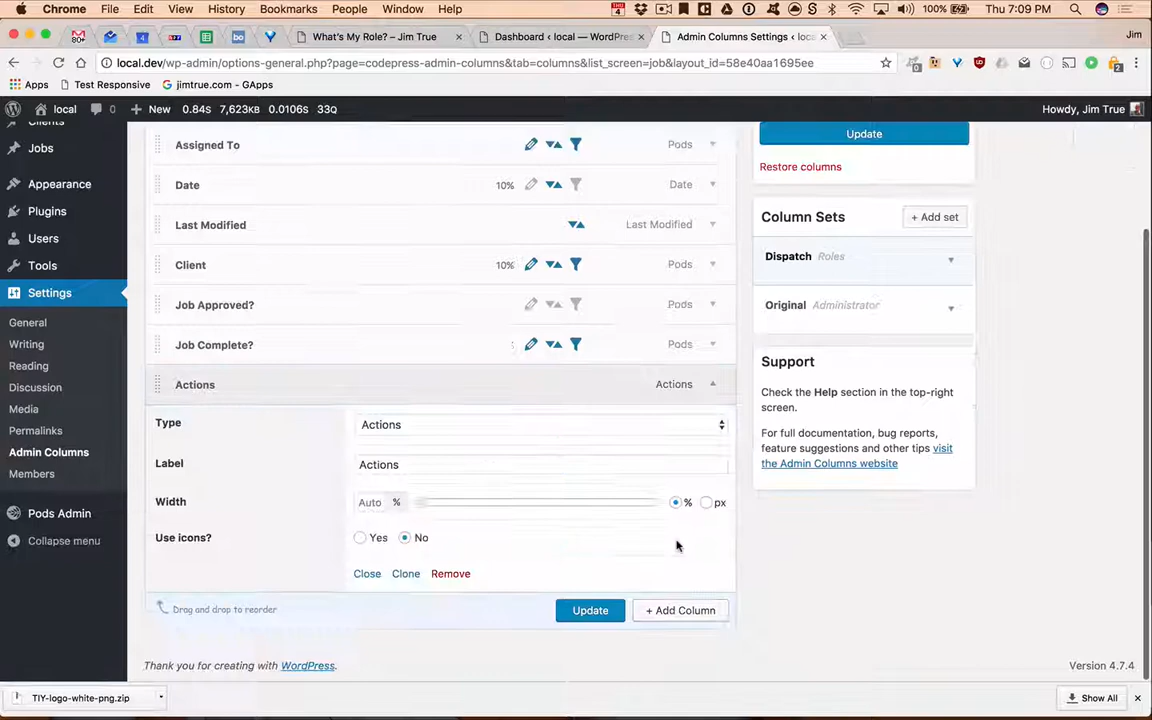 Chrome File Edit View History Bookmarks People Window Help THU 4 100% Thu 7:09 PM
80+ What's My Role? – Jim True × Dashboard ‹ local — WordPre × Admin Columns Settings ‹ loca × Jim
local.dev/wp-admin/options-general.php?page=codepress-admin-columns&tab=columns&list_screen=job&layout_id=58e40aa1695ee 0 2
Apps Test Responsive jimtrue.com - GApps
local 0 + New 0.84S 7,623KB 0.0106S 33Q Howdy, Jim True
Clients
Jobs
Appearance
Plugins
Users
Tools
Settings
General
Writing
Reading
Discussion
Media
Permalinks
Admin Columns
Members
Pods Admin
Collapse menu
Assigned To Pods
Date 10% Date
Last Modified Last Modified
Client 10% Pods
Job Approved? Pods
Job Complete? Pods
Actions Actions
Type Actions
Label Actions
Width Auto % % px
Use icons? Yes No
Close Clone Remove
Drag and drop to reorder Update + Add Column
Update
Restore columns
Column Sets + Add set
Dispatch Roles
Original Administrator
Support
Check the Help section in the top-right
screen.
For full documentation, bug reports,
feature suggestions and other tips visit
the Admin Columns website
Thank you for creating with WordPress. Version 4.7.4
TIY-logo-white-png.zip Show All ×